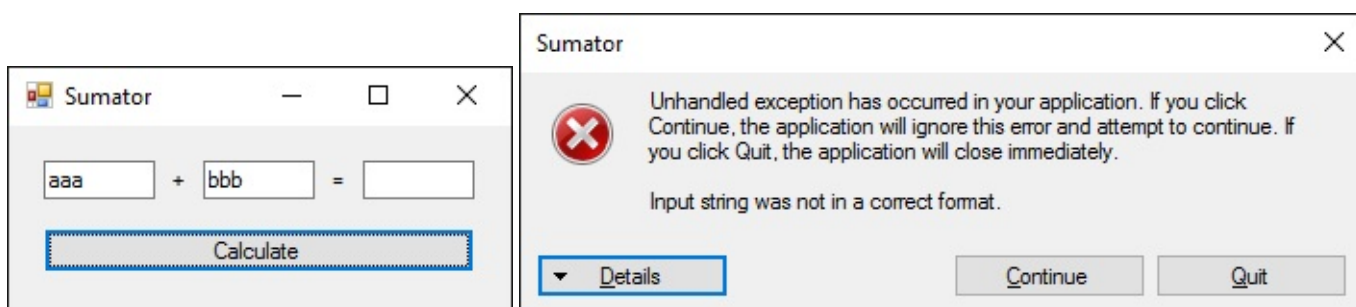 Sumator
aaa + bbb =
Calculate
Sumator
Unhandled exception has occurred in your application. If you click
Continue, the application will ignore this error and attempt to continue. If
you click Quit, the application will close immediately.
Input string was not in a correct format.
Details Continue Quit